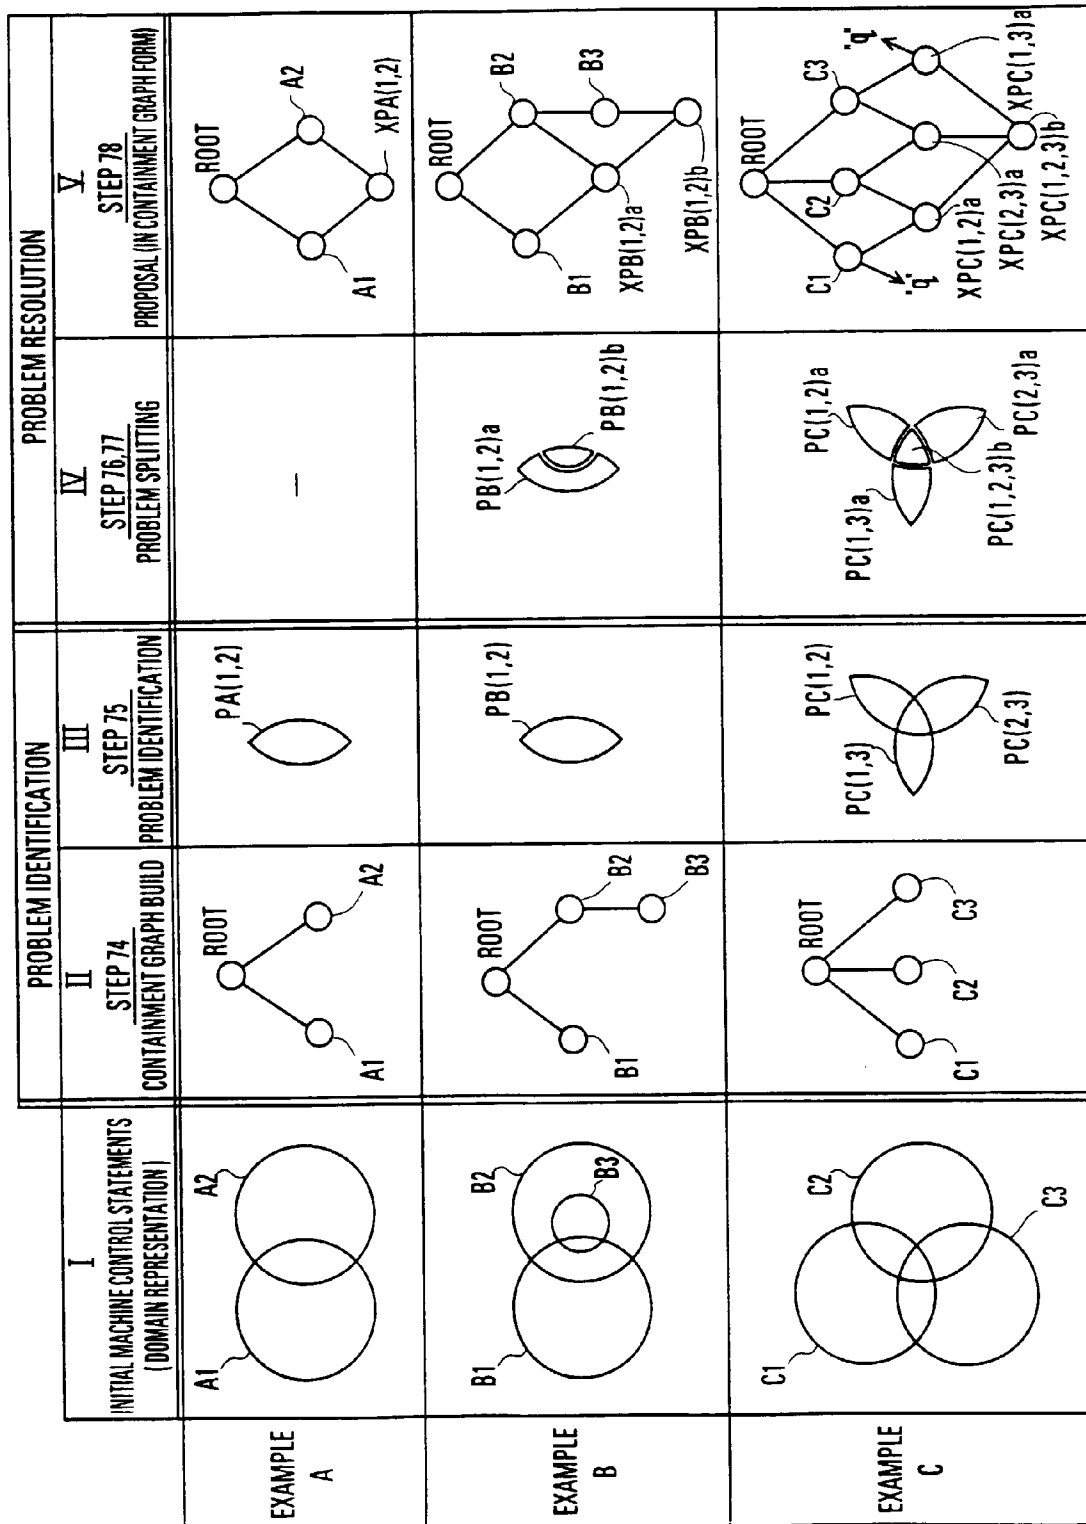 PROBLEM IDENTIFICATION
PROBLEM RESOLUTION
I
INITIAL MACHINE CONTROL STATEMENTS
(DOMAIN REPRESENTATION)
II
STEP 74
CONTAINMENT GRAPH BUILD
III
STEP 75
PROBLEM IDENTIFICATION
IV
STEP 76,77
PROBLEM SPLITTING
V
STEP 78
PROPOSAL (IN CONTAINMENT GRAPH FORM)
EXAMPLE
A
A1
A2
ROOT
A1
A2
PA(1,2)
–
ROOT
A1
A2
XPA(1,2)
EXAMPLE
B
B1
B2
B3
ROOT
B1
B2
B3
PB(1,2)
PB(1,2)a
PB(1,2)b
ROOT
B1
B2
B3
XPB(1,2)a
XPB(1,2)b
EXAMPLE
C
C1
C2
C3
ROOT
C1
C2
C3
PC(1,3)
PC(1,2)
PC(2,3)
PC(1,3)a
PC(1,2)a
PC(1,2,3)b
PC(2,3)a
ROOT
C1
C2
C3
XPC(1,2)a
XPC(2,3)a
XPC(1,2,3)b
XPC(1,3)a